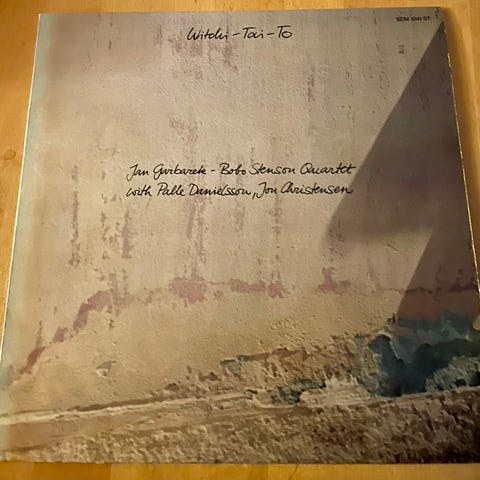 Witchi-Tai-To
ECM 1041 ST
Jan Garbarek - Bobo Stenson Quartet
with Palle Danielsson, Jon Christensen